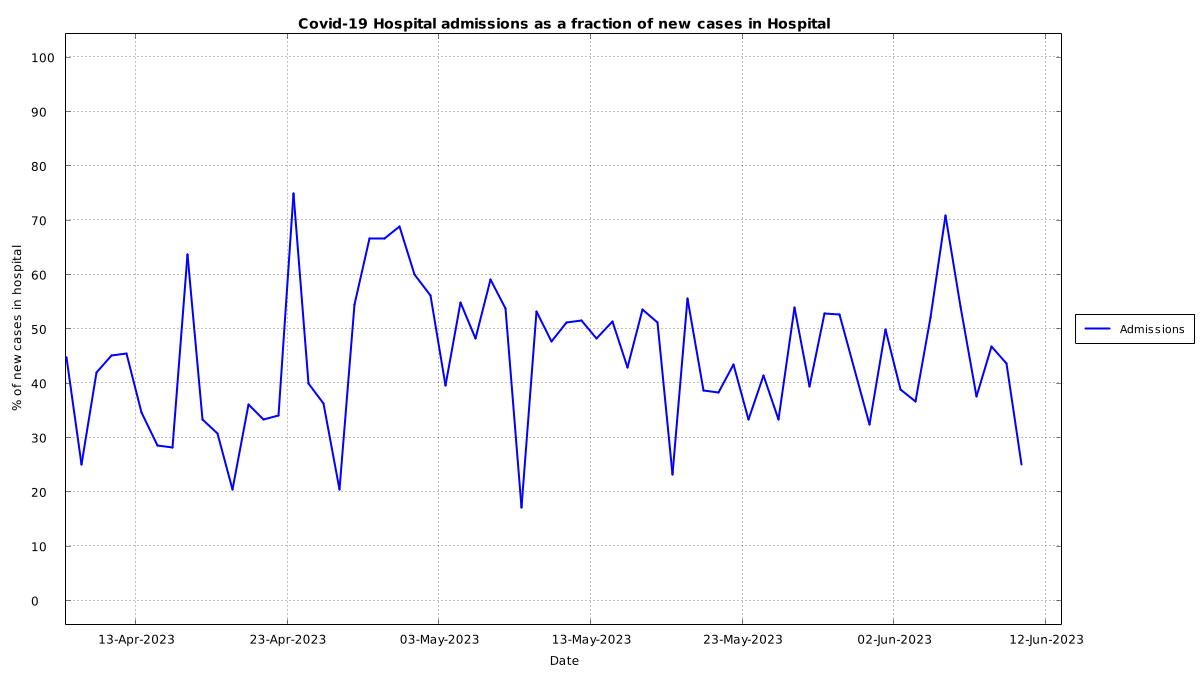 Covid-19 Hospital admissions as a fraction of new cases in Hospital
100
90
80
70
60
50
40
30
20
10
0
% of new cases in hospital
13-Apr-2023
23-Apr-2023
03-May-2023
13-May-2023
23-May-2023
02-Jun-2023
12-Jun-2023
Date
Admissions